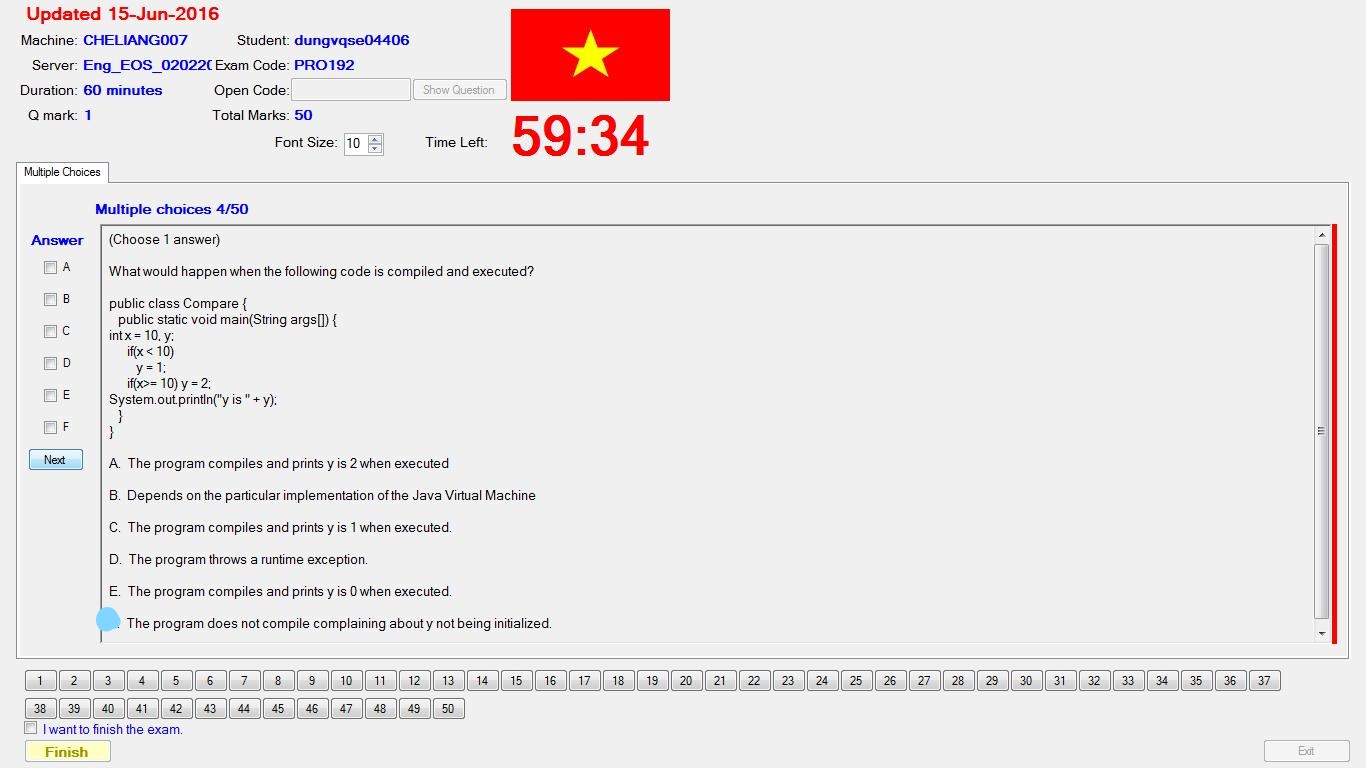 Updated 15-Jun-2016
Machine: CHELIANG007 Student: dungvqse04406
Server: Eng_EOS_020220 Exam Code: PRO192
Duration: 60 minutes Open Code: Show Question
Q mark: 1 Total Marks: 50
Font Size: 10 Time Left: 59:34
Multiple Choices
Multiple choices 4/50
Answer
A
B
C
D
E
F
Next
(Choose 1 answer)
What would happen when the following code is compiled and executed?
public class Compare {
public static void main(String args[]) {
int x = 10, y;
if(x < 10)
y = 1;
if(x>= 10) y = 2;
System.out.println("y is " + y);
}
}
A. The program compiles and prints y is 2 when executed
B. Depends on the particular implementation of the Java Virtual Machine
C. The program compiles and prints y is 1 when executed.
D. The program throws a runtime exception.
E. The program compiles and prints y is 0 when executed.
The program does not compile complaining about y not being initialized.
1 2 3 4 5 6 7 8 9 10 11 12 13 14 15 16 17 18 19 20 21 22 23 24 25 26 27 28 29 30 31 32 33 34 35 36 37
38 39 40 41 42 43 44 45 46 47 48 49 50
I want to finish the exam.
Finish Exit